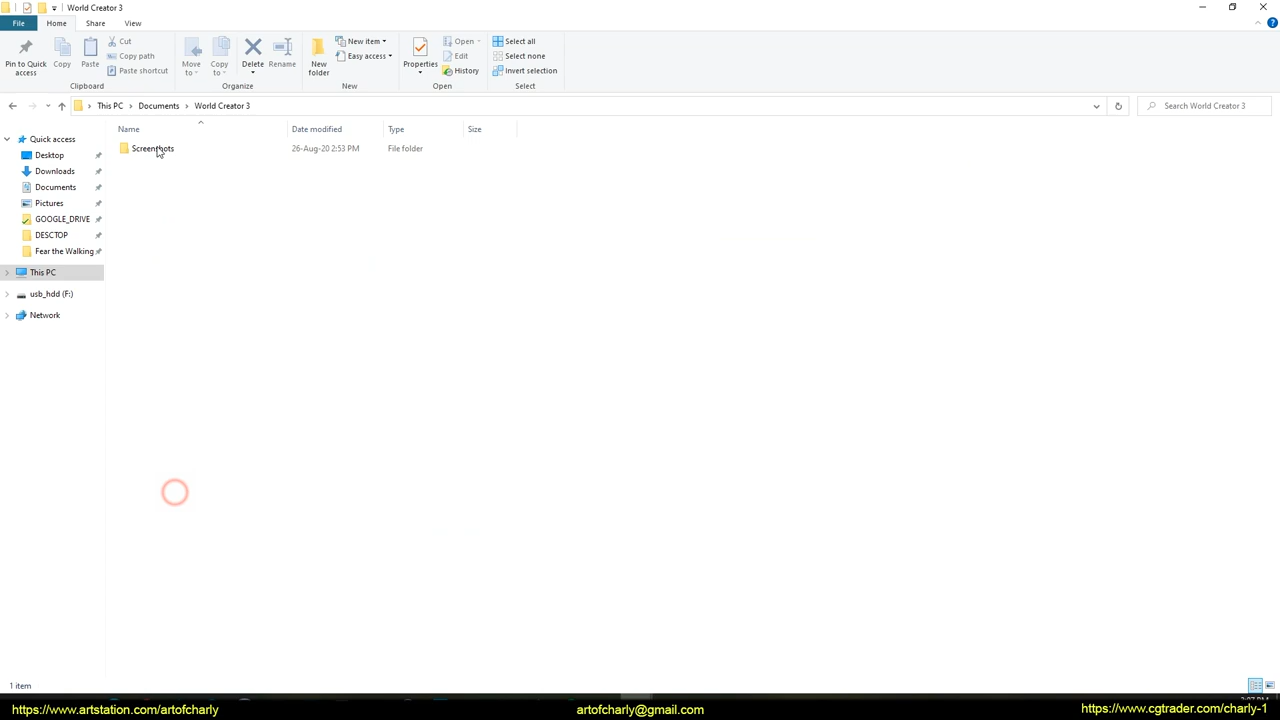 World Creator 3
File
Home
Share
View
Pin to Quick access
Copy
Paste
Cut
Copy path
Paste shortcut
Clipboard
Move to
Copy to
Delete
Rename
Organize
New folder
New item
Easy access
New
Properties
Open
Edit
History
Open
Select all
Select none
Invert selection
Select
This PC
Documents
World Creator 3
Search World Creator 3
Name
Date modified
Type
Size
Screenshots
26-Aug-20 2:53 PM
File folder
Quick access
Desktop
Downloads
Documents
Pictures
GOOGLE_DRIVE
DESCTOP
Fear the Walking
This PC
usb_hdd (F:)
Network
1 item
https://www.artstation.com/artofcharly
artofcharly@gmail.com
https://www.cgtrader.com/charly-1